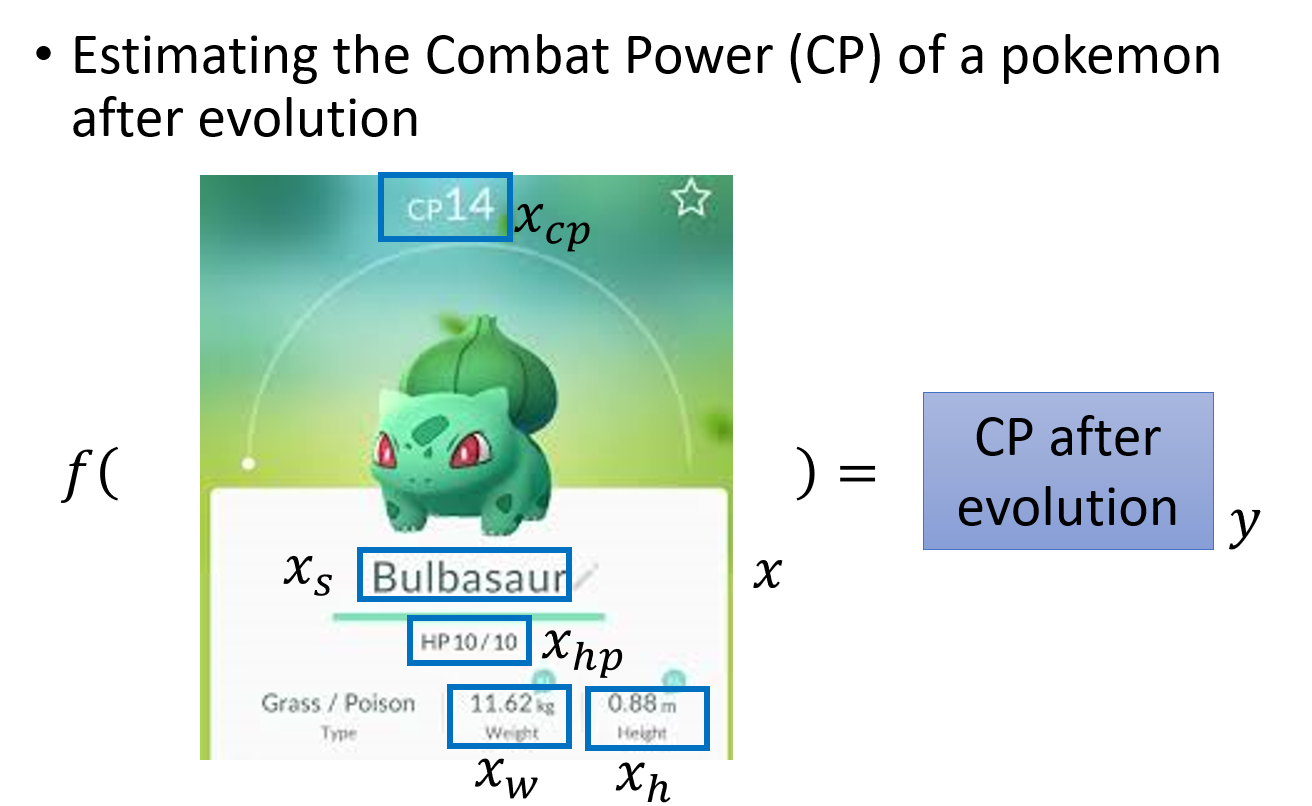 • Estimating the Combat Power (CP) of a pokemon
after evolution
CP14
x_cp
f(
) =
CP after
evolution
y
x_s
Bulbasaur
x
HP 10 / 10
x_hp
Grass / Poison
11.62 kg
0.88 m
Type
Weight
Height
x_w
x_h